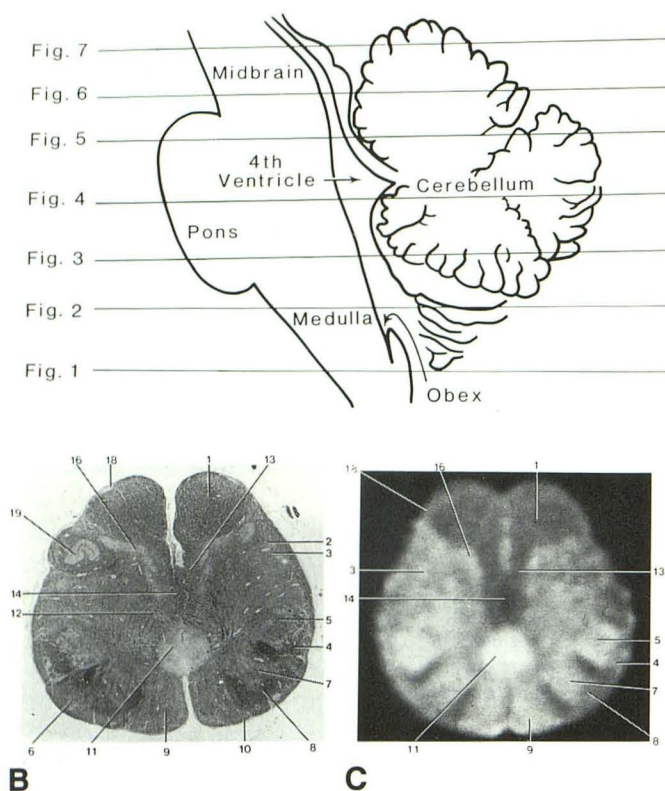 Fig. 7
Midbrain
Fig. 6
Fig. 5
4th
Ventricle
Cerebellum
Fig. 4
Pons
Fig. 3
Fig. 2
Medulla
Fig. 1
Obex
16 18 1 13
19
2
3
14
12
5
4
7
6 11 9 10 8
B
18 16 1
3
13
14
5
4
7
8
11 9
C